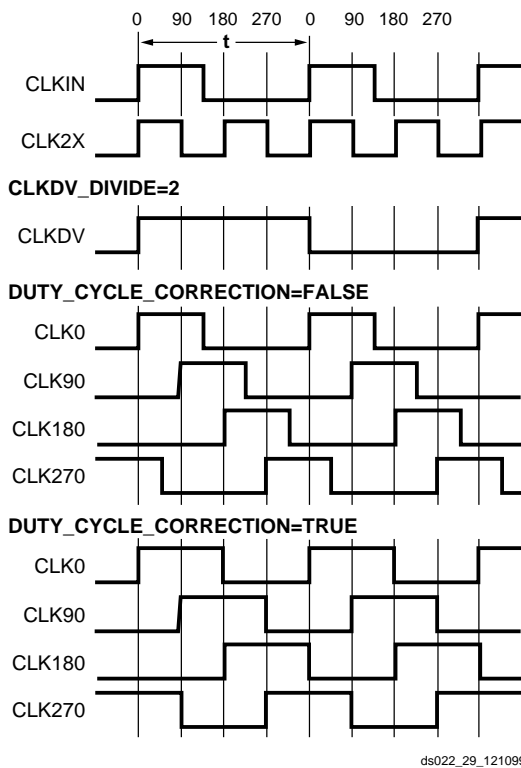 0 90 180 270 0 90 180 270
t
CLKIN
CLK2X
CLKDV_DIVIDE=2
CLKDV
DUTY_CYCLE_CORRECTION=FALSE
CLK0
CLK90
CLK180
CLK270
DUTY_CYCLE_CORRECTION=TRUE
CLK0
CLK90
CLK180
CLK270
ds022_29_121099